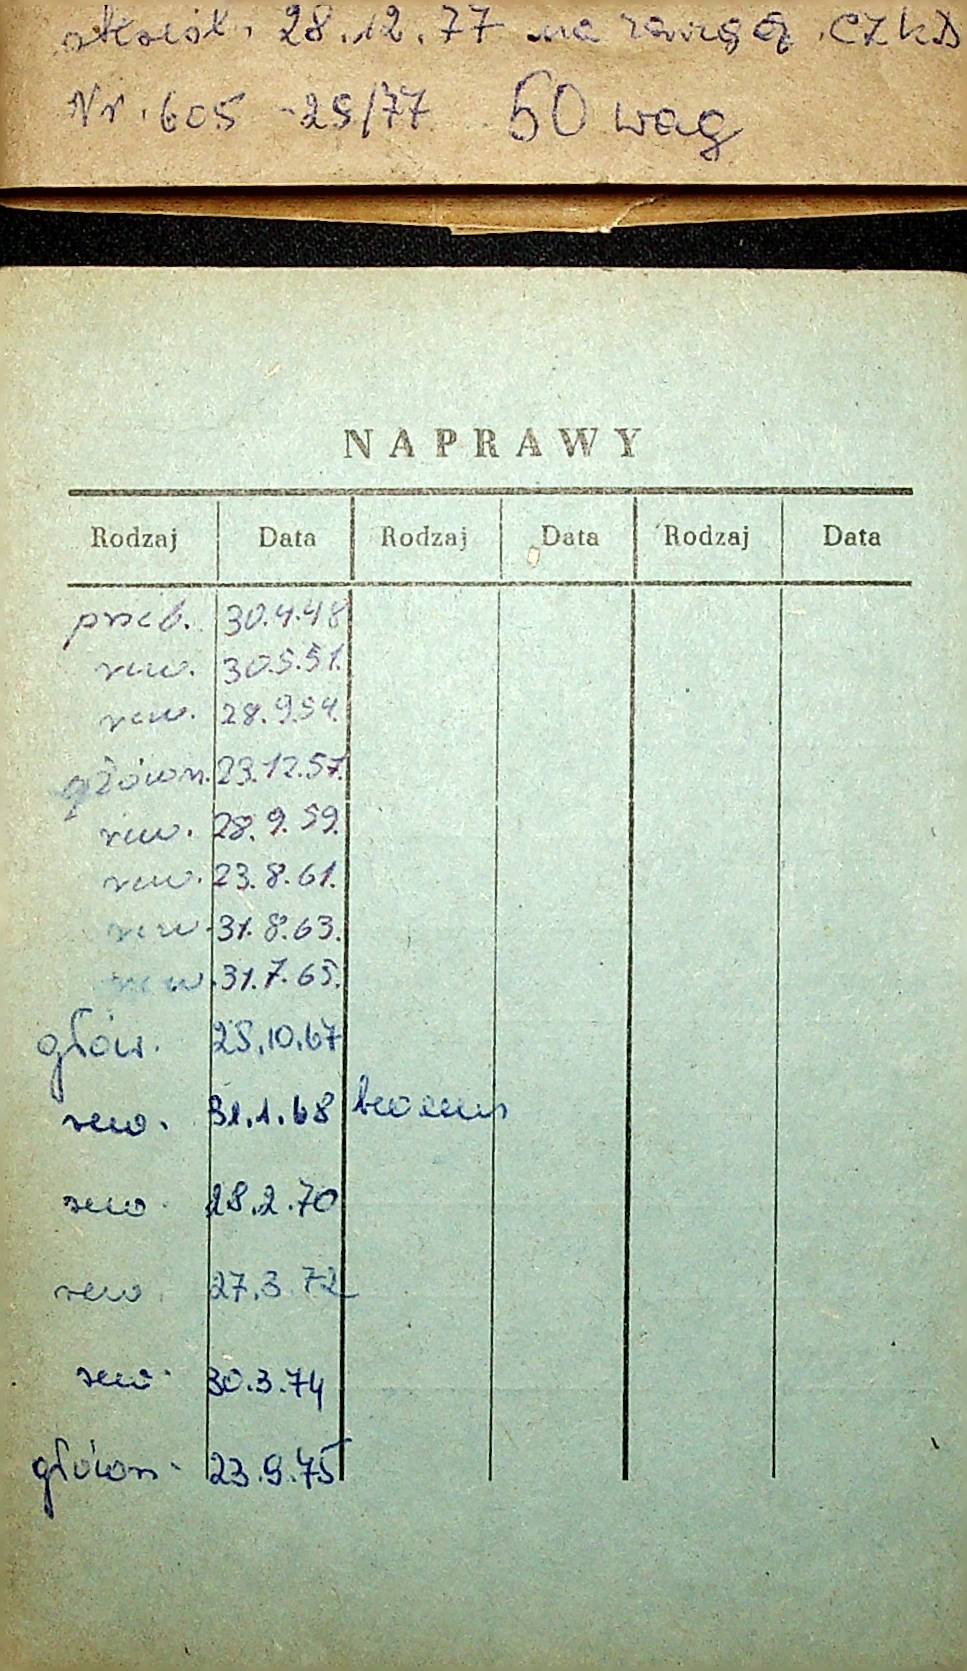 28.12.77 na CZKD
Nr. 605 -25/77 50 wag
NAPRAWY
Rodzaj Data Rodzaj Data Rodzaj Data
przeb. 30.4.48
rew. 30.5.51.
rew. 28.9.54.
główn. 23.12.57.
rew. 28.9.59.
rew. 23.8.61.
rew. 31.8.63.
rew. 31.7.65.
głów. 25.10.67
rew. 31.1.68
rew. 28.2.70
rew. 27.3.72
rew. 30.3.74
główn. 23.9.75